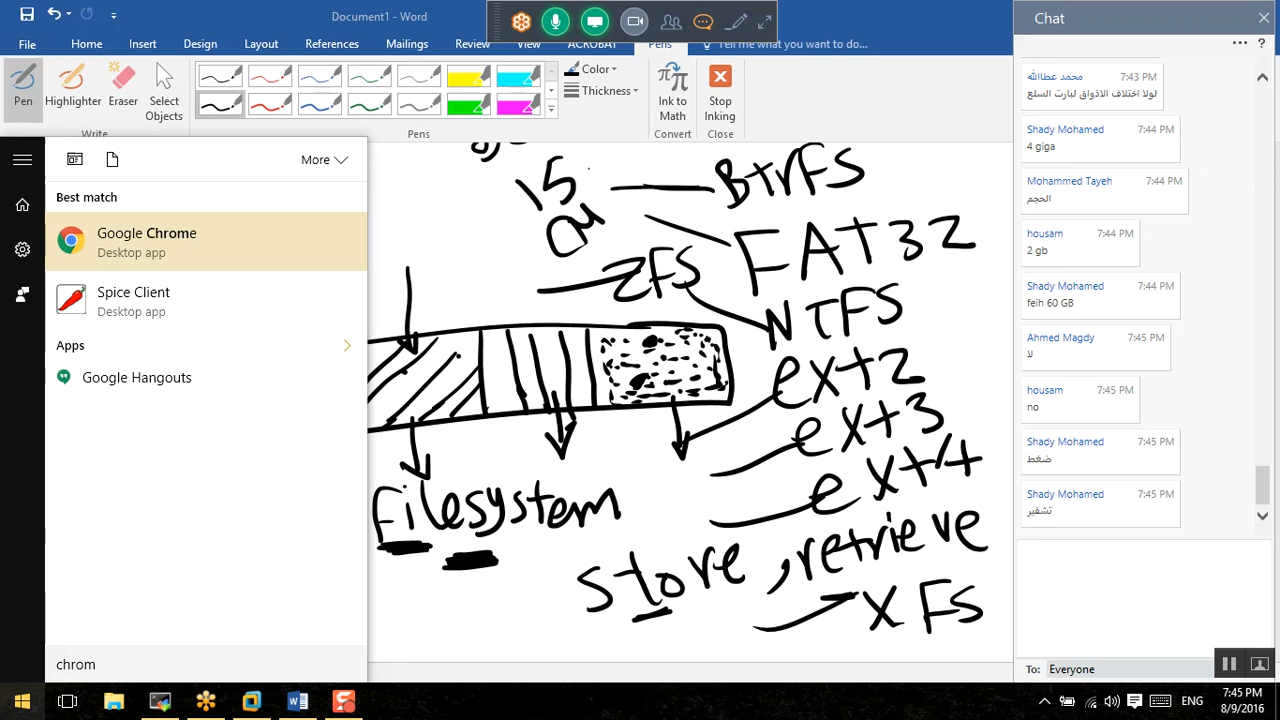 Document1 - Word
File Home Insert Design Layout References Mailings Review View ACROBAT Pens Tell me what you want to do...
Pen
Highlighter
Eraser
Select Objects
Color
Thickness
Ink to Math
Stop Inking
Write
Pens
Convert
Close
More
Best match
Google Chrome
Desktop app
Spice Client
Desktop app
Apps
Google Hangouts
chrom
15
BtrFS
FAT32
ZFS
NTFS
ext2
ext3
ext4
Filesystem
store, retrieve
XFS
Chat
محمد عطاالله 7:43 PM
لولا اختلاف الاذواق لبارت السلع
Shady Mohamed 7:44 PM
4 giga
Mohammed Tayeh 7:44 PM
الحجم
housam 7:44 PM
2 gb
Shady Mohamed 7:44 PM
feih 60 GB
Ahmed Magdy 7:45 PM
لا
housam 7:45 PM
no
Shady Mohamed 7:45 PM
ضغط
Shady Mohamed 7:45 PM
تشفير
To: Everyone
ENG
7:45 PM
8/9/2016